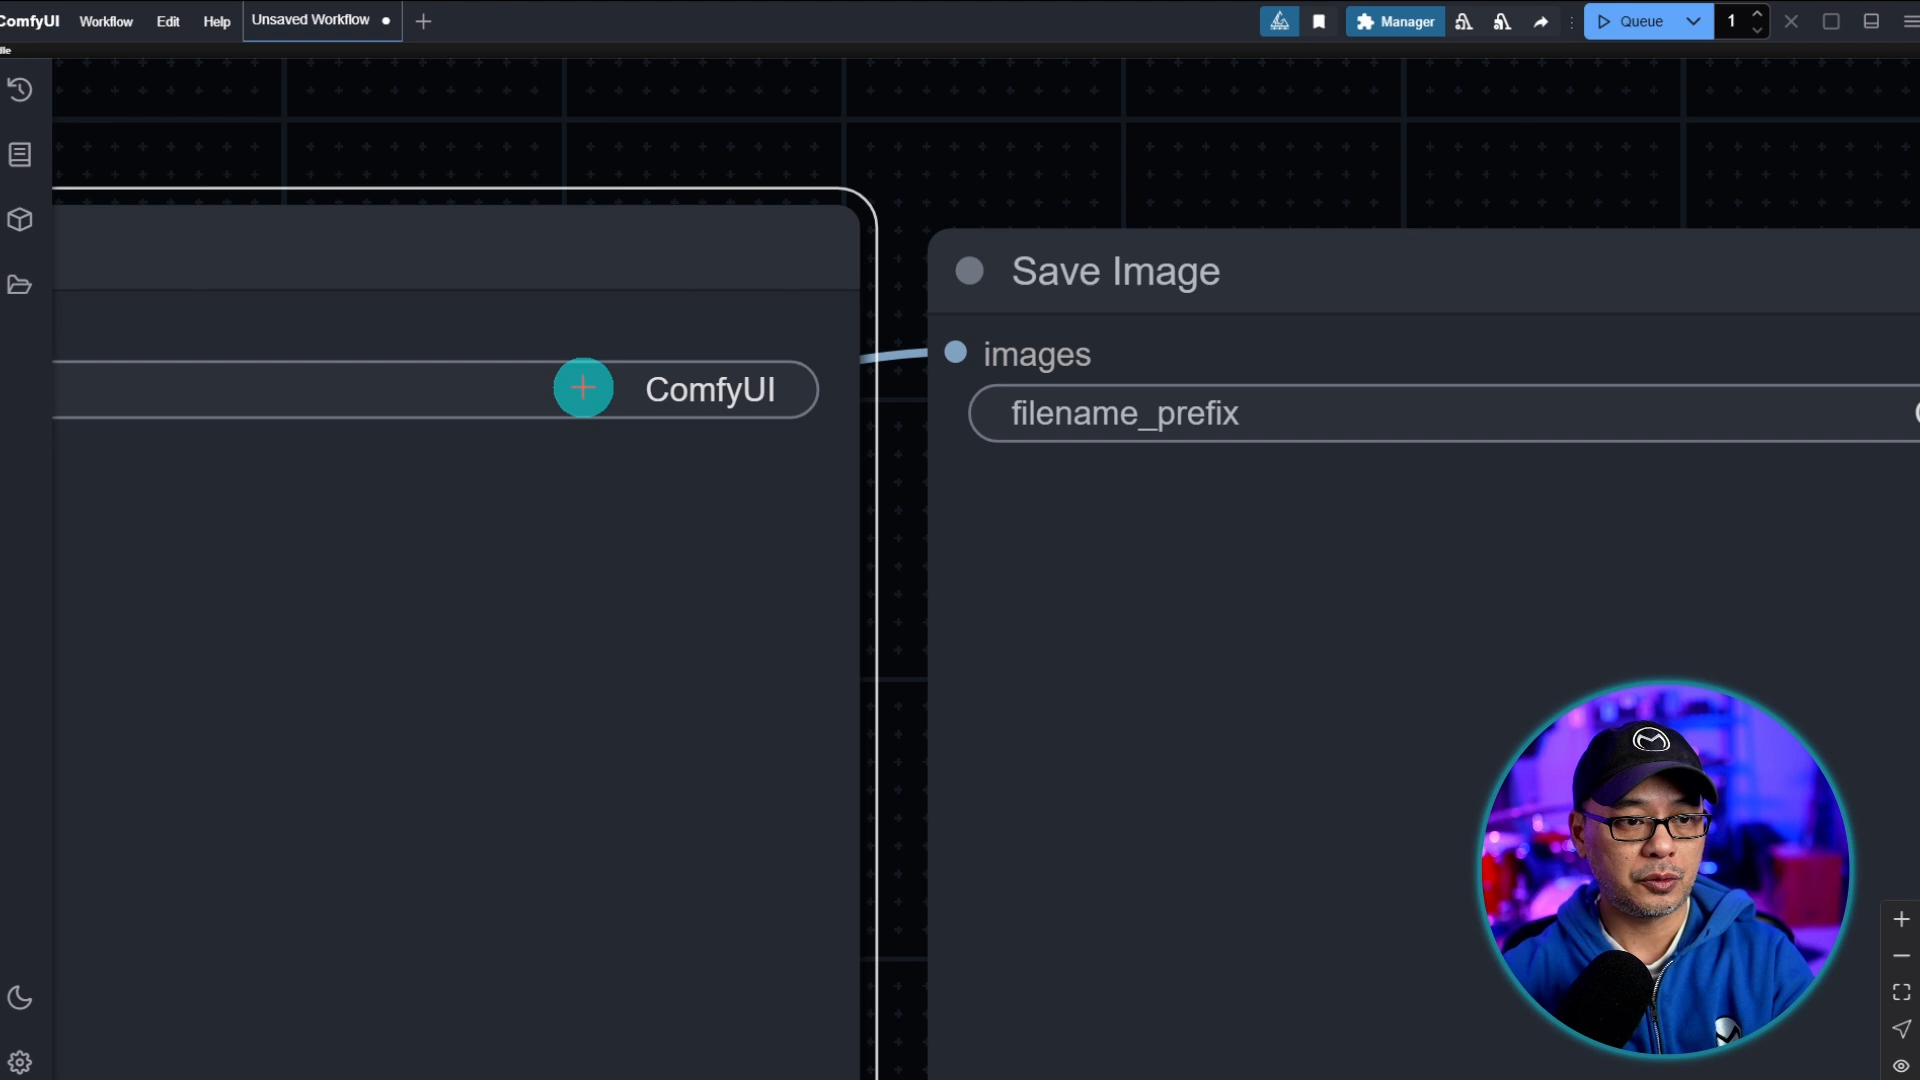 ComfyUI Workflow Edit Help Unsaved Workflow Manager Queue 1
Save Image
images
ComfyUI
filename_prefix